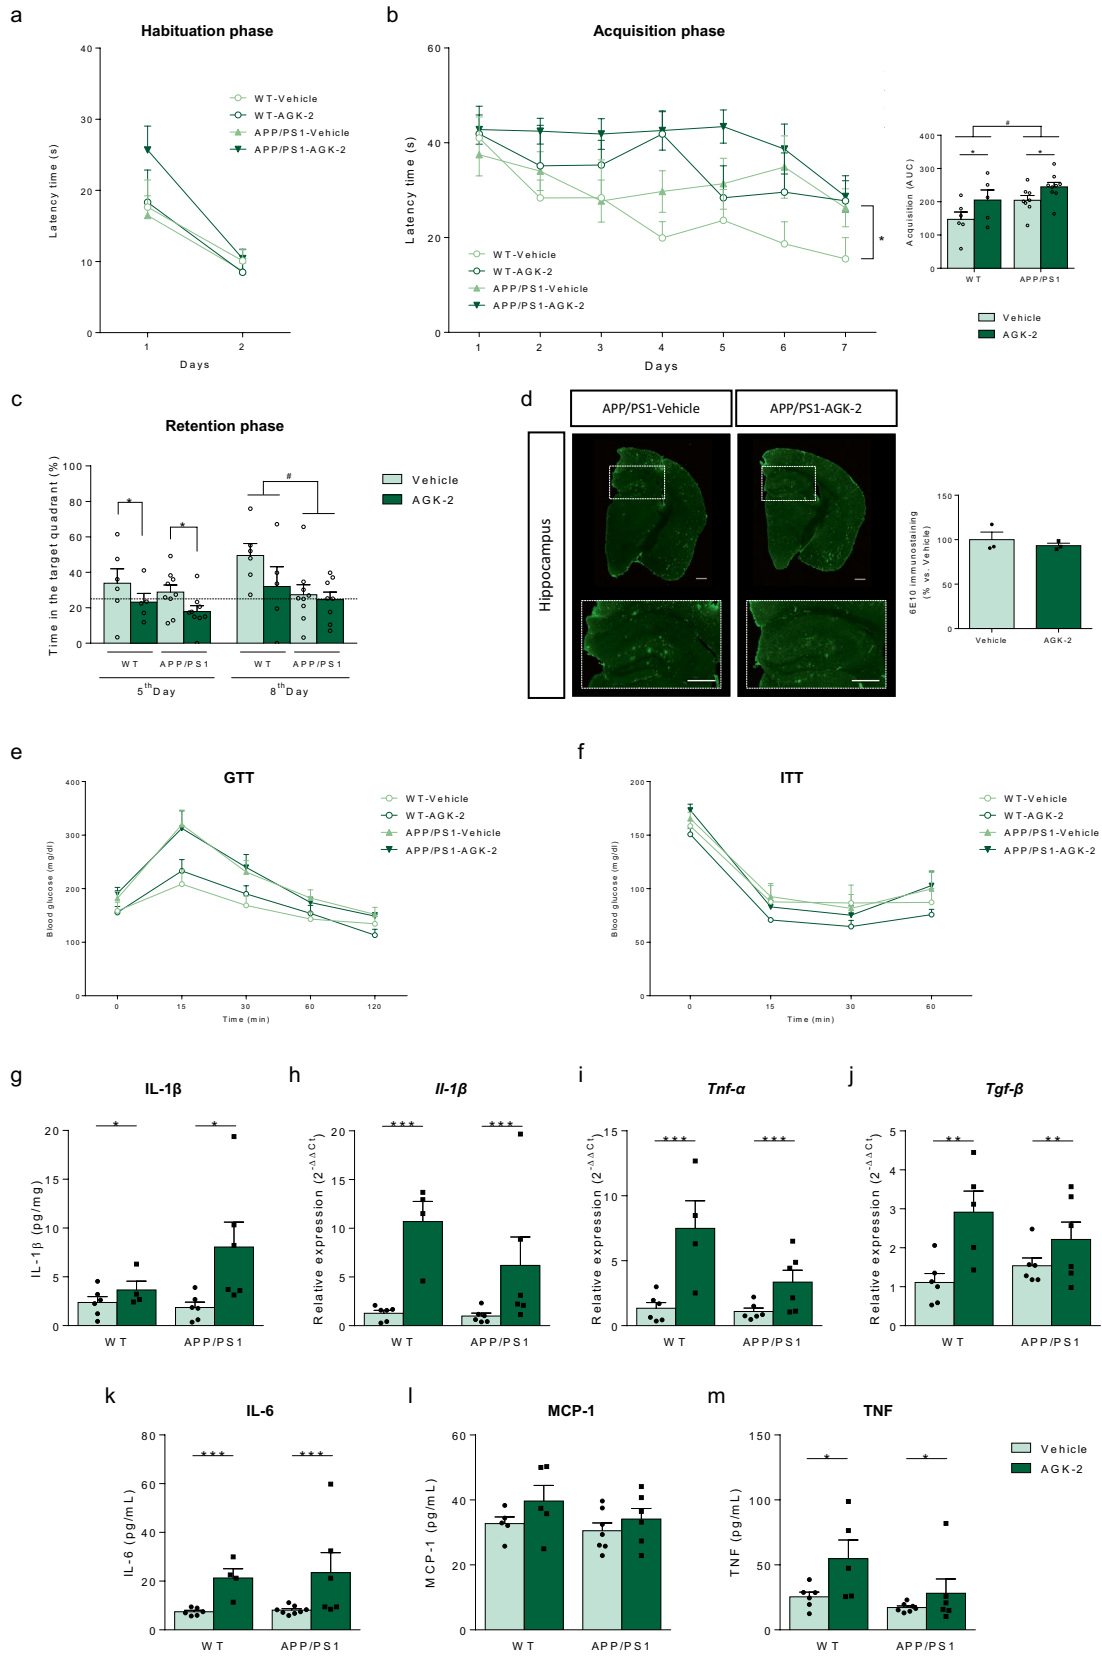 a
Habituation phase
40
30
20
10
0
Latency time (s)
1
2
Days
WT-Vehicle
WT-AGK-2
APP/PS1-Vehicle
APP/PS1-AGK-2
b
Acquisition phase
60
40
20
0
Latency time (s)
1
2
3
4
5
6
7
Days
WT-Vehicle
WT-AGK-2
APP/PS1-Vehicle
APP/PS1-AGK-2
*
#
*
*
400
300
200
100
0
Acquisition (AUC)
WT
APP/PS1
Vehicle
AGK-2
c
Retention phase
100
80
60
40
20
0
Time in the target quadrant (%)
*
*
#
Vehicle
AGK-2
WT
APP/PS1
WT
APP/PS1
5th Day
8th Day
d
APP/PS1-Vehicle
APP/PS1-AGK-2
Hippocampus
150
100
50
0
6E10 immunostaining
(% vs. Vehicle)
Vehicle
AGK-2
e
GTT
400
300
200
100
0
Blood glucose (mg/dl)
0
15
30
60
120
Time (min)
WT-Vehicle
WT-AGK-2
APP/PS1-Vehicle
APP/PS1-AGK-2
f
ITT
200
150
100
50
0
Blood glucose (mg/dl)
0
15
30
60
Time (min)
WT-Vehicle
WT-AGK-2
APP/PS1-Vehicle
APP/PS1-AGK-2
g
IL-1β
*
*
20
15
10
5
0
IL-1β (pg/mg)
WT
APP/PS1
h
Il-1β
***
***
20
15
10
5
0
Relative expression (2-ΔΔCt)
WT
APP/PS1
i
Tnf-α
***
***
15
10
5
0
Relative expression (2-ΔΔCt)
WT
APP/PS1
j
Tgf-β
**
**
5
4
3
2
1
0
Relative expression (2-ΔΔCt)
WT
APP/PS1
k
IL-6
***
***
80
60
40
20
0
IL-6 (pg/mL)
WT
APP/PS1
l
MCP-1
60
40
20
0
MCP-1 (pg/mL)
WT
APP/PS1
m
TNF
*
*
150
100
50
0
TNF (pg/mL)
WT
APP/PS1
Vehicle
AGK-2